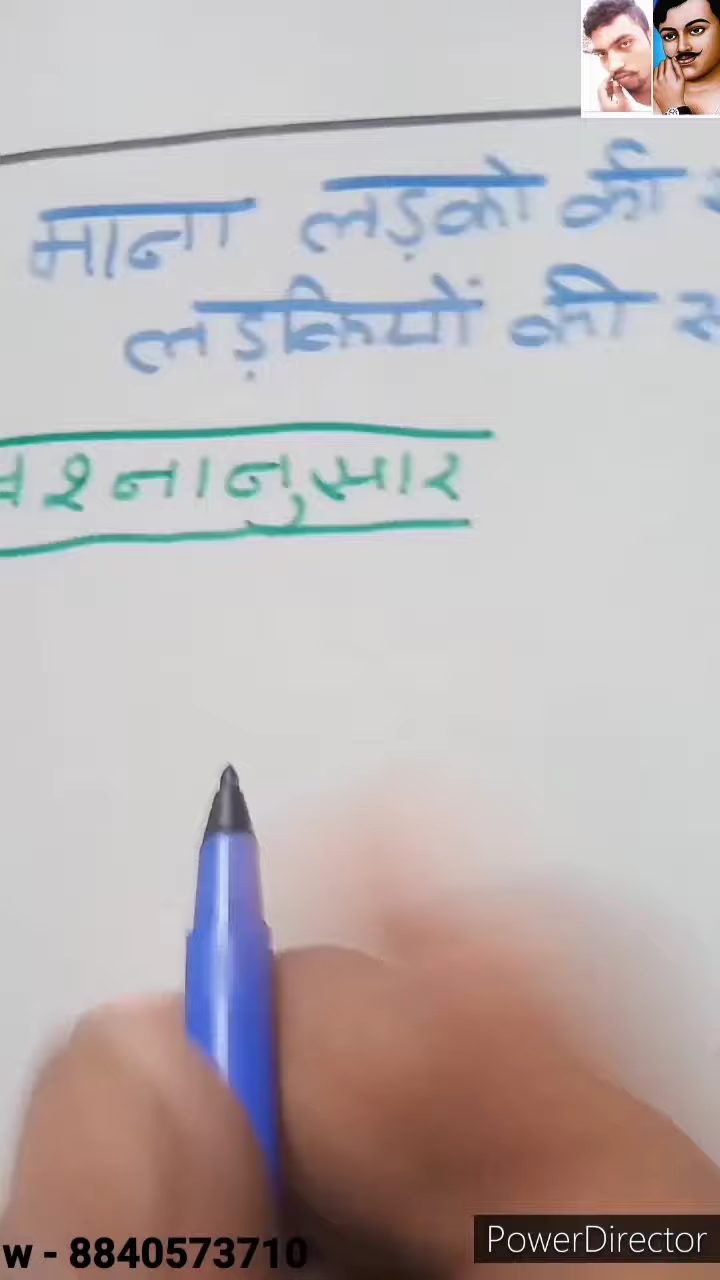 माना लड़को की
लड़कियों की
प्रश्नानुसार
w - 8840573710
PowerDirector